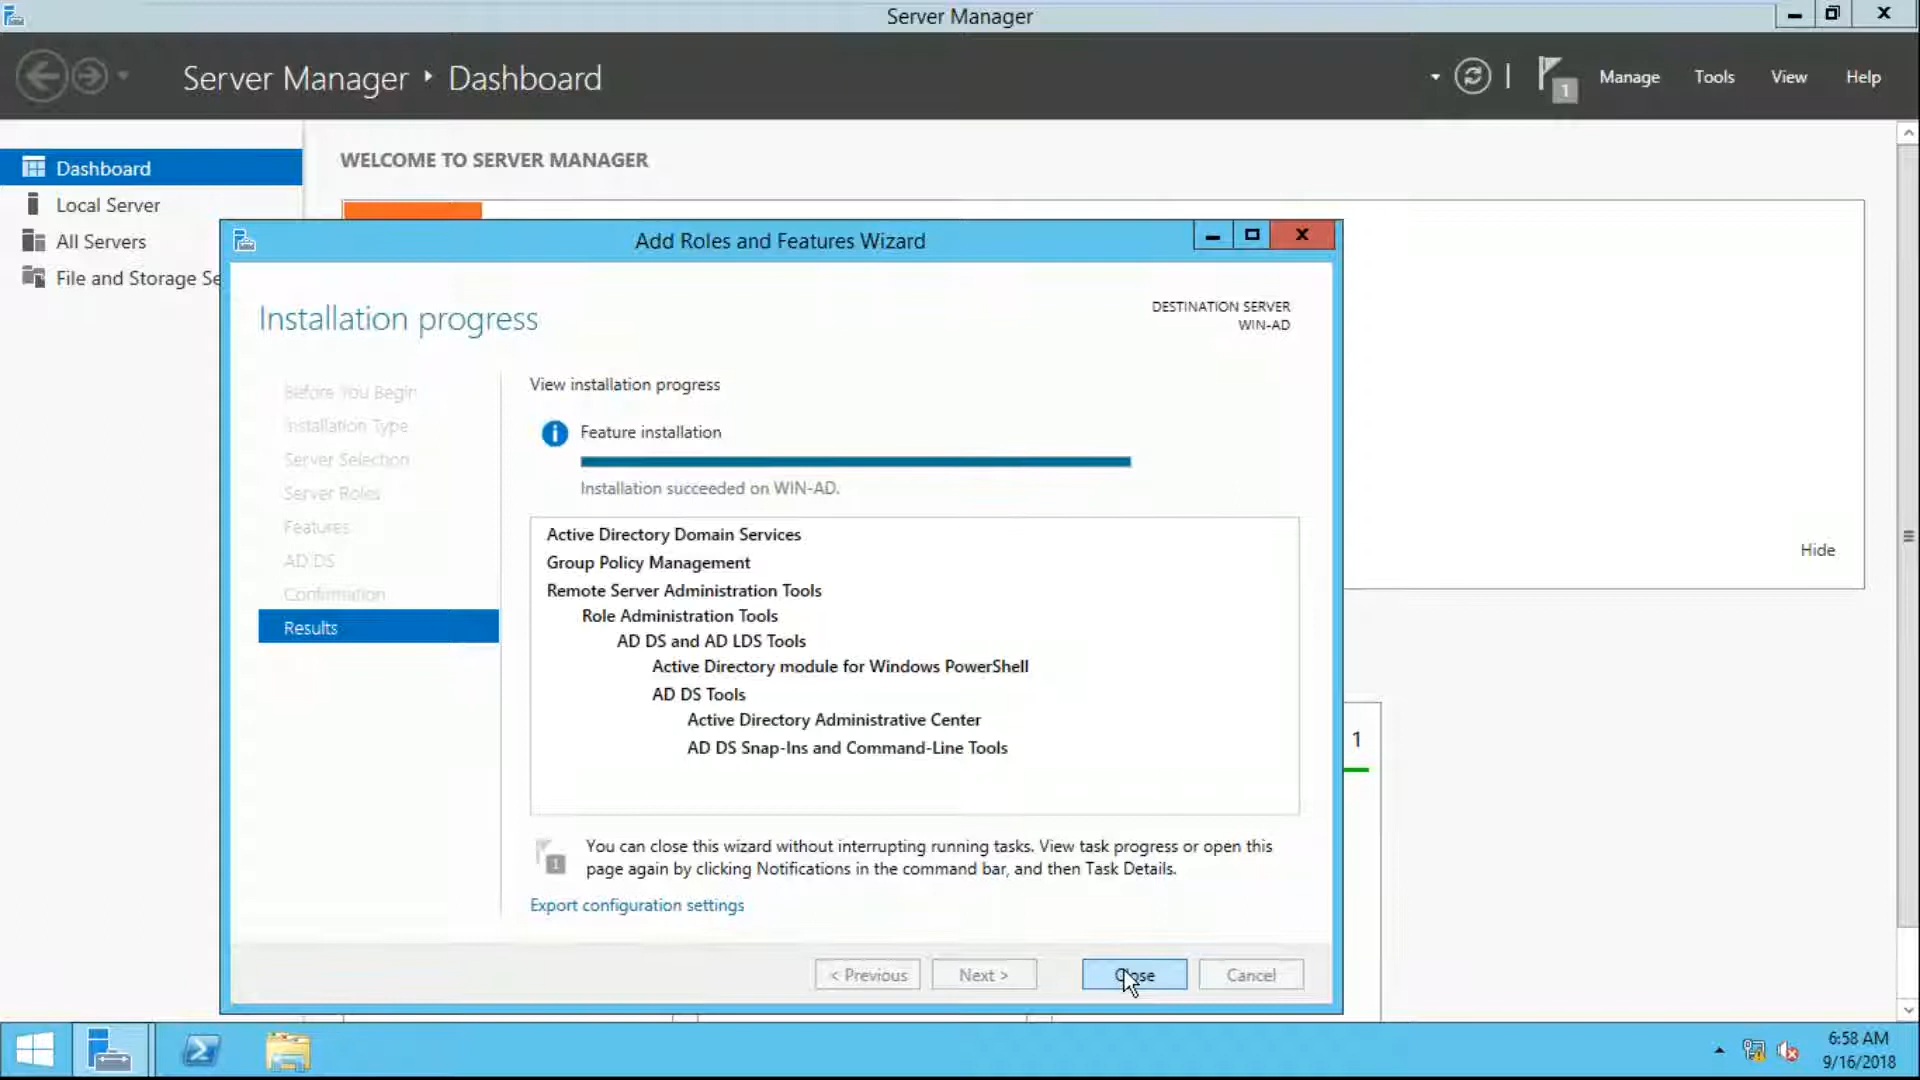 Server Manager
Server Manager ‣ Dashboard
1
Manage
Tools
View
Help
Dashboard
Local Server
All Servers
File and Storage Se
WELCOME TO SERVER MANAGER
Hide
1
Add Roles and Features Wizard
Installation progress
DESTINATION SERVER
WIN-AD
Before You Begin
Installation Type
Server Selection
Server Roles
Features
AD DS
Confirmation
Results
View installation progress
Feature installation
Installation succeeded on WIN-AD.
Active Directory Domain Services
Group Policy Management
Remote Server Administration Tools
Role Administration Tools
AD DS and AD LDS Tools
Active Directory module for Windows PowerShell
AD DS Tools
Active Directory Administrative Center
AD DS Snap-Ins and Command-Line Tools
1
You can close this wizard without interrupting running tasks. View task progress or open this
page again by clicking Notifications in the command bar, and then Task Details.
Export configuration settings
< Previous
Next >
Close
Cancel
6:58 AM
9/16/2018